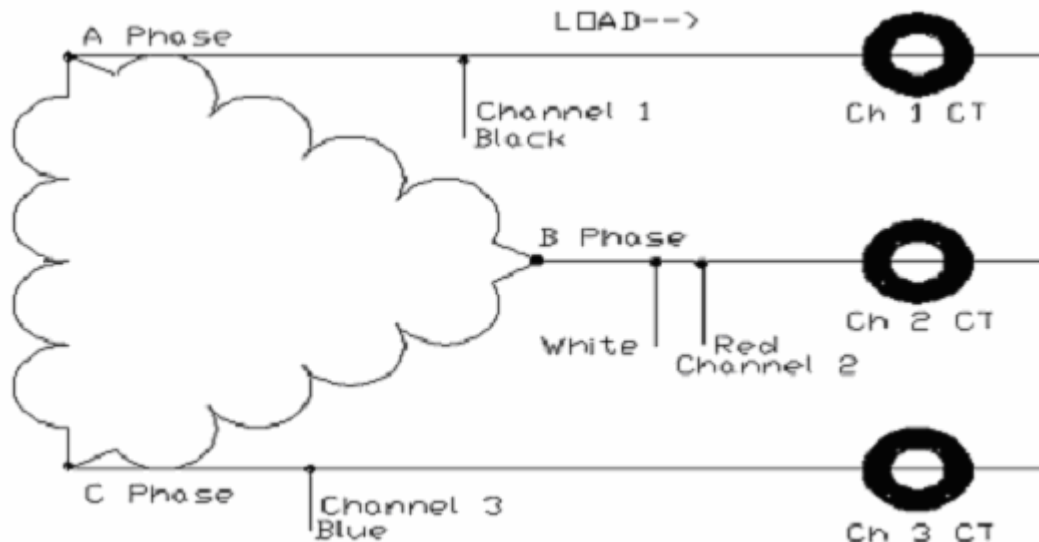 LOAD-->
A Phase
Ch 1 CT
Channel 1
Black
B Phase
White
Red
Channel 2
Ch 2 CT
C Phase
Channel 3
Blue
Ch 3 CT